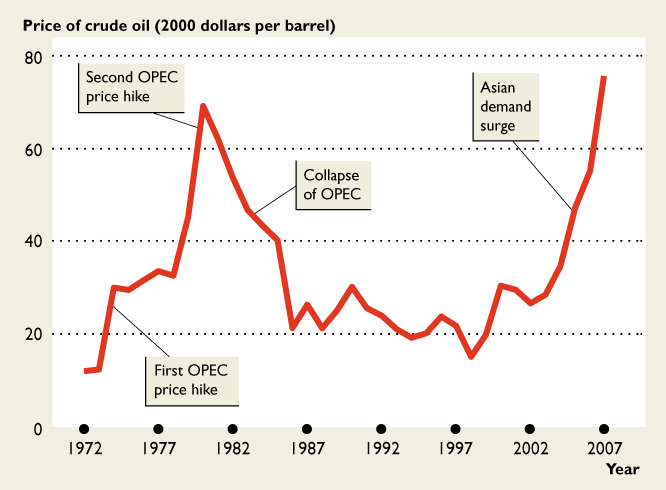 Price of crude oil (2000 dollars per barrel)
80
Second OPEC
price hike
Asian
demand
surge
60
Collapse
of OPEC
40
20
First OPEC
price hike
0
1972 1977 1982 1987 1992 1997 2002 2007
Year